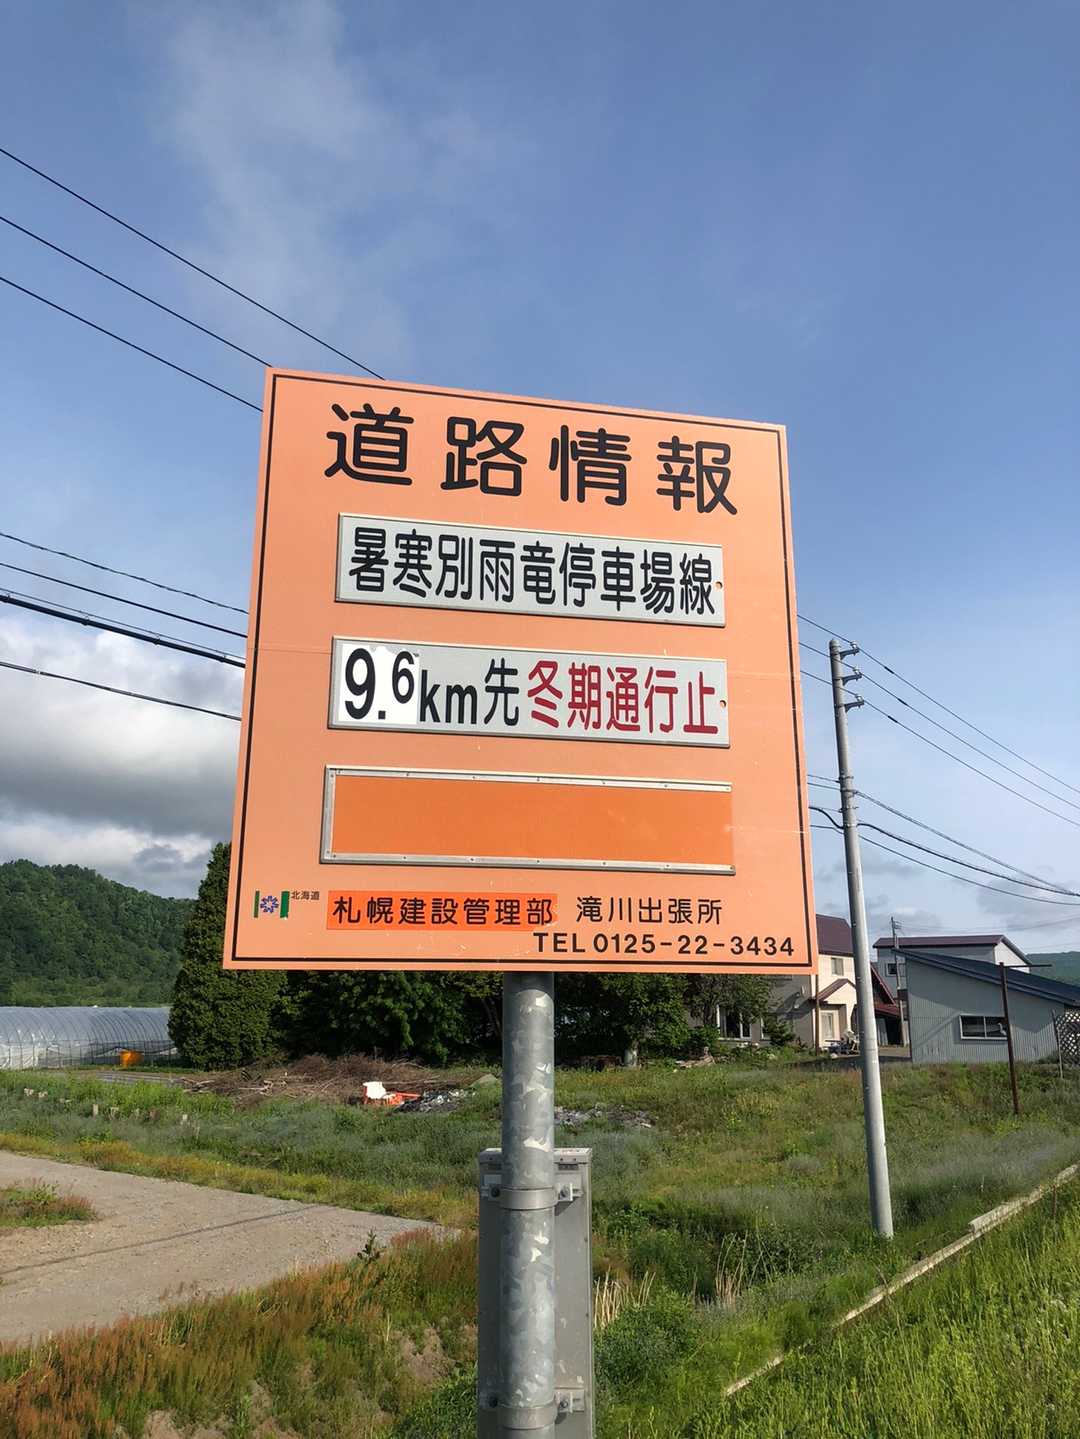 道路情報
暑寒別雨竜停車場線
9.6km先冬期通行止
北海道
札幌建設管理部 滝川出張所
TEL 0125-22-3434